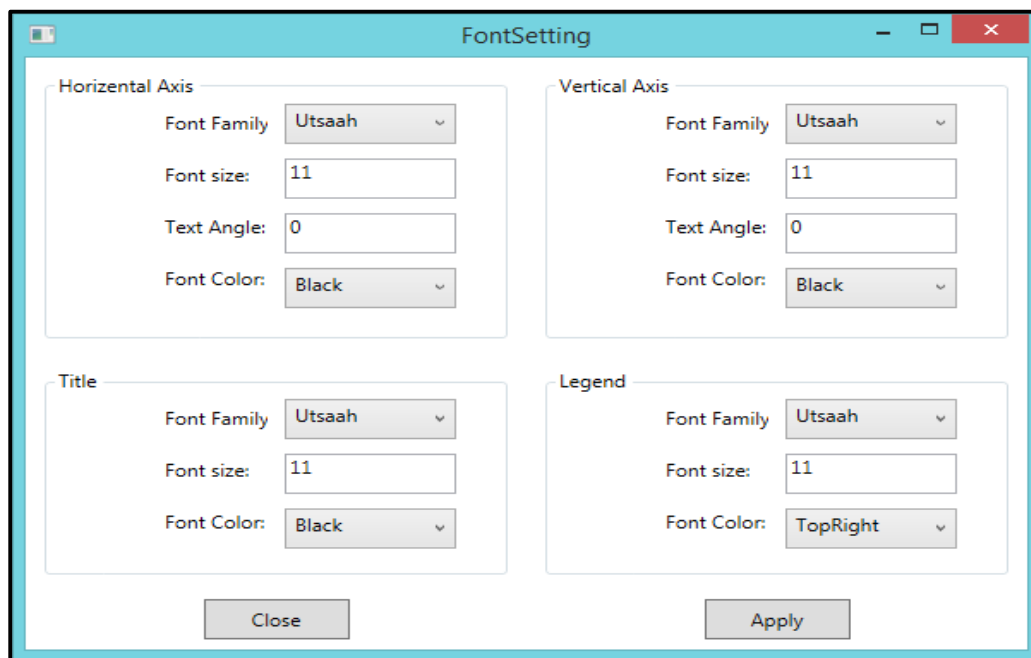 FontSetting
Horizental Axis
Font Family Utsaah
Font size: 11
Text Angle: 0
Font Color: Black
Vertical Axis
Font Family Utsaah
Font size: 11
Text Angle: 0
Font Color: Black
Title
Font Family Utsaah
Font size: 11
Font Color: Black
Legend
Font Family Utsaah
Font size: 11
Font Color: TopRight
Close
Apply